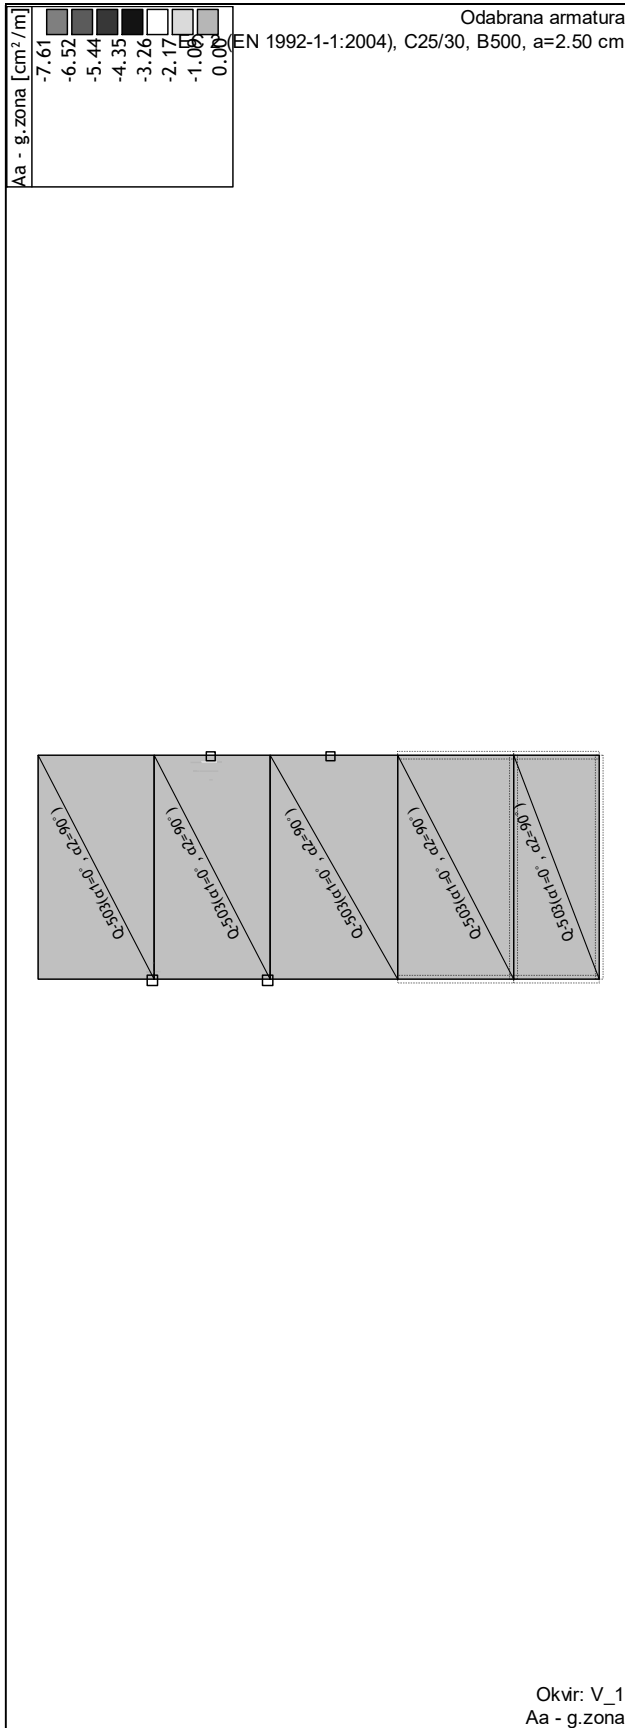 Odabrana armatura
(EN 1992-1-1:2004), C25/30, B500, a=2.50 cm
Aa - g.zona [cm²/m]
-7.61
-6.52
-5.44
-4.35
-3.26
-2.17
-1.09
0.00
Q-503(α1=0°, α2=90°)
Q-503(α1=0°, α2=90°)
Q-503(α1=0°, α2=90°)
Q-503(α1=0°, α2=90°)
Q-503(α1=0°, α2=90°)
Okvir: V_1
Aa - g.zona